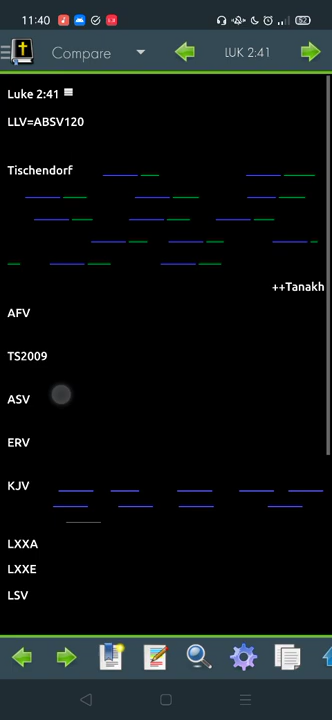 11:40
52
Compare
LUK 2:41
Luke 2:41
LLV=ABSV120
Tischendorf
++Tanakh
AFV
TS2009
ASV
ERV
KJV
LXXA
LXXE
LSV